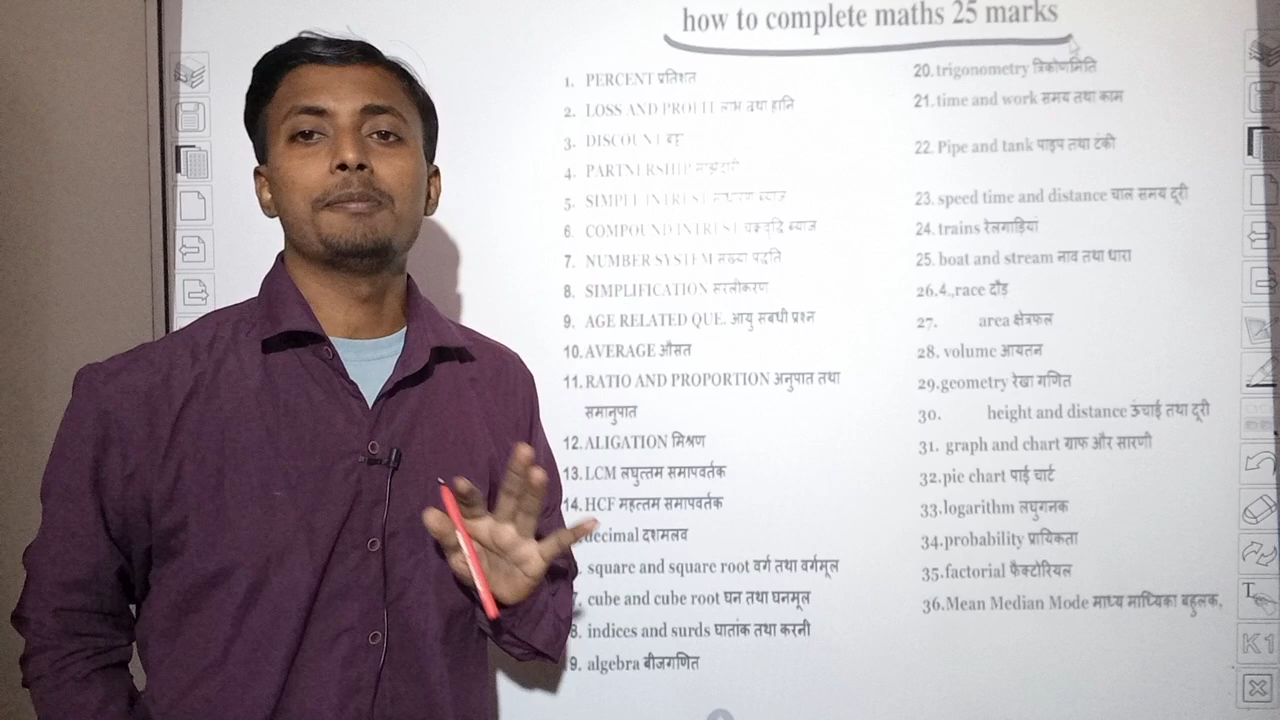 how to complete maths 25 marks
1. PERCENT प्रतिशत
2. LOSS AND PROFIT लाभ तथा हानि
3. DISCOUNT बट्टा
4. PARTNERSHIP साझेदारी
5. SIMPLE INTREST साधारण ब्याज
6. COMPOUND INTREST चक्रवृद्धि ब्याज
7. NUMBER SYSTEM संख्या पद्धति
8. SIMPLIFICATION सरलीकरण
9. AGE RELATED QUE. आयु संबंधी प्रश्न
10. AVERAGE औसत
11. RATIO AND PROPORTION अनुपात तथा
समानुपात
12. ALIGATION मिश्रण
13. LCM लघुत्तम समापवर्तक
14. HCF महत्तम समापवर्तक
decimal दशमलव
square and square root वर्ग तथा वर्गमूल
cube and cube root घन तथा घनमूल
8. indices and surds घातांक तथा करनी
9. algebra बीजगणित
20. trigonometry त्रिकोणमिति
21. time and work समय तथा काम
22. Pipe and tank पाइप तथा टंकी
23. speed time and distance चाल समय दूरी
24. trains रेलगाड़ियां
25. boat and stream नाव तथा धारा
26.4.,race दौड़
27. area क्षेत्रफल
28. volume आयतन
29.geometry रेखा गणित
30. height and distance ऊंचाई तथा दूरी
31. graph and chart ग्राफ और सारणी
32.pie chart पाई चार्ट
33.logarithm लघुगनक
34.probability प्रायिकता
35.factorial फैक्टोरियल
36.Mean Median Mode माध्य माध्यिका बहुलक,
T
K1